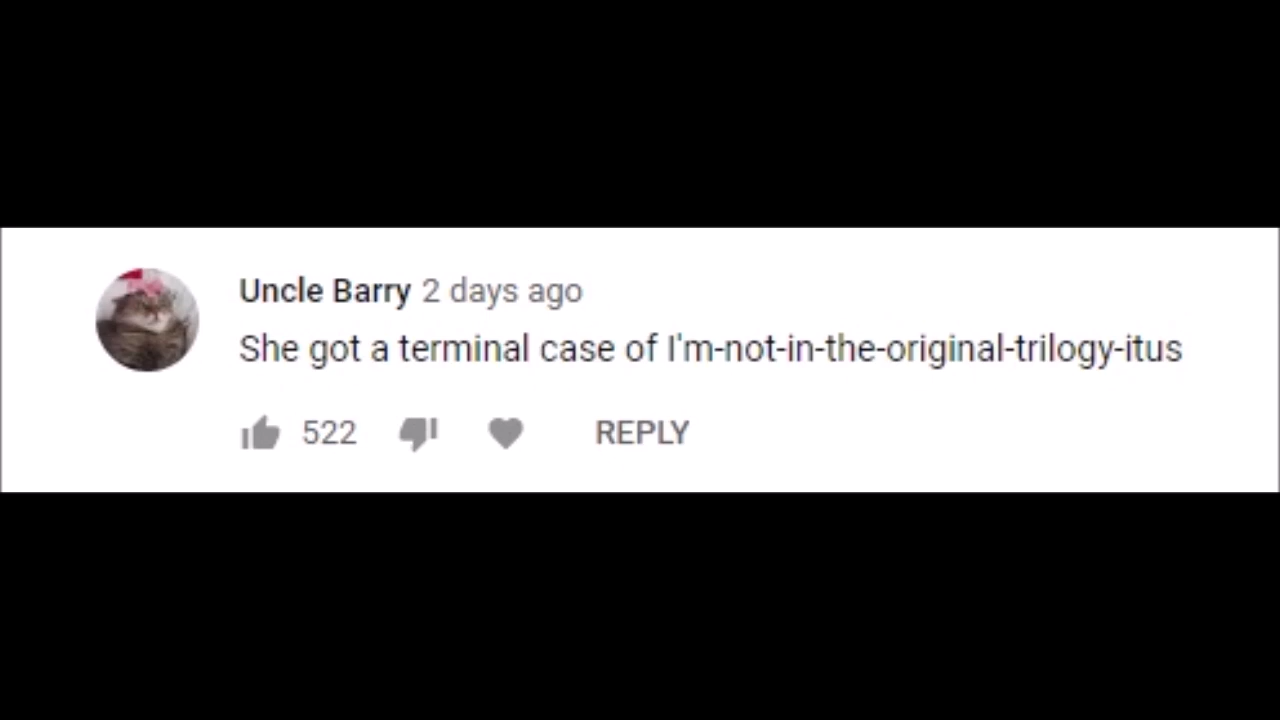 Uncle Barry 2 days ago
She got a terminal case of I'm-not-in-the-original-trilogy-itus
522 REPLY